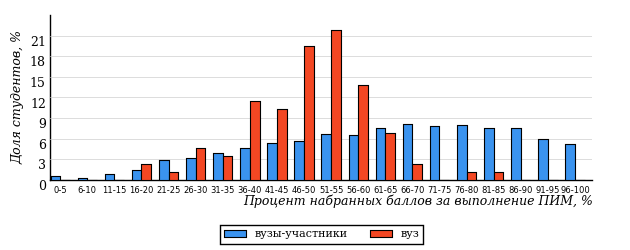 Доля студентов, %
21
18
15
12
9
6
3
0
0-5 6-10 11-15 16-20 21-25 26-30 31-35 36-40 41-45 46-50 51-55 56-60 61-65 66-70 71-75 76-80 81-85 86-90 91-95 96-100
Процент набранных баллов за выполнение ПИМ, %
вузы-участники вуз